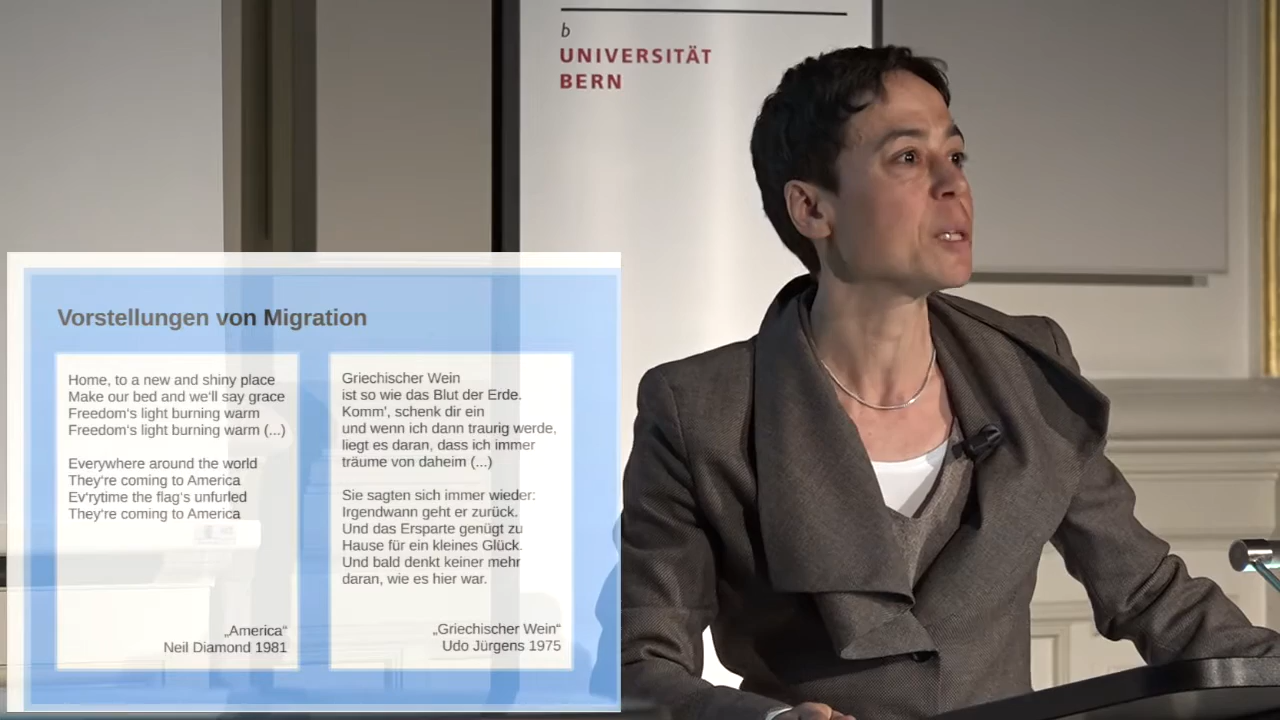 b
UNIVERSITÄT
BERN
Vorstellungen von Migration
Home, to a new and shiny place
Make our bed and we'll say grace
Freedom's light burning warm
Freedom's light burning warm (...)
Everywhere around the world
They're coming to America
Ev'rytime the flag's unfurled
They're coming to America
„America“
Neil Diamond 1981
Griechischer Wein
ist so wie das Blut der Erde.
Komm', schenk dir ein
und wenn ich dann traurig werde,
liegt es daran, dass ich immer
träume von daheim (...)
Sie sagten sich immer wieder:
Irgendwann geht er zurück.
Und das Ersparte genügt zu
Hause für ein kleines Glück.
Und bald denkt keiner mehr
daran, wie es hier war.
„Griechischer Wein“
Udo Jürgens 1975